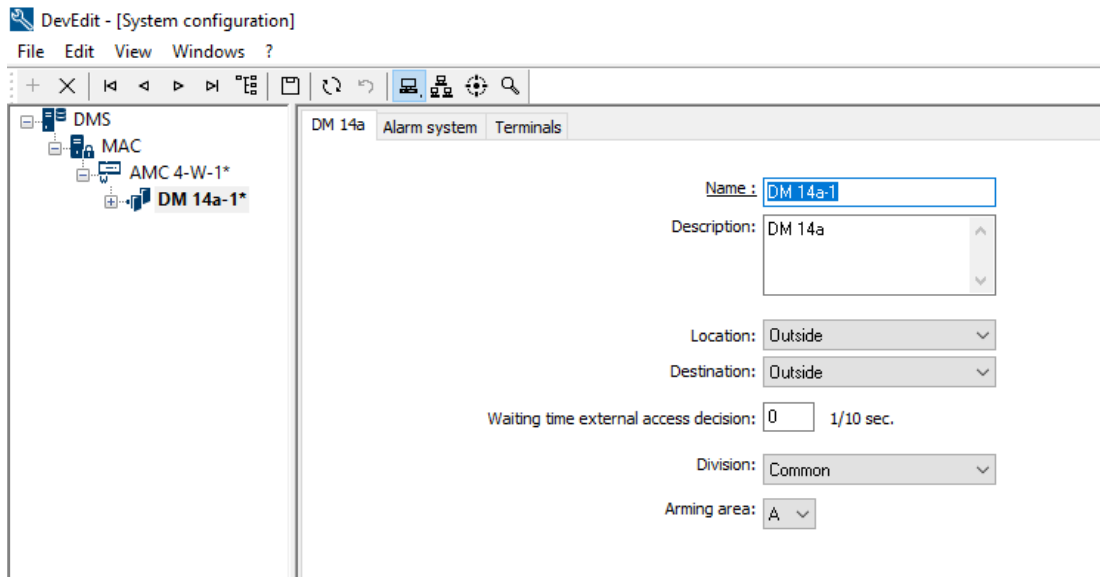 DevEdit - [System configuration]
File Edit View Windows ?
DMS
MAC
AMC 4-W-1*
DM 14a-1*
DM 14a Alarm system Terminals
Name : DM 14a-1
Description: DM 14a
Location: Outside
Destination: Outside
Waiting time external access decision: 0 1/10 sec.
Division: Common
Arming area: A